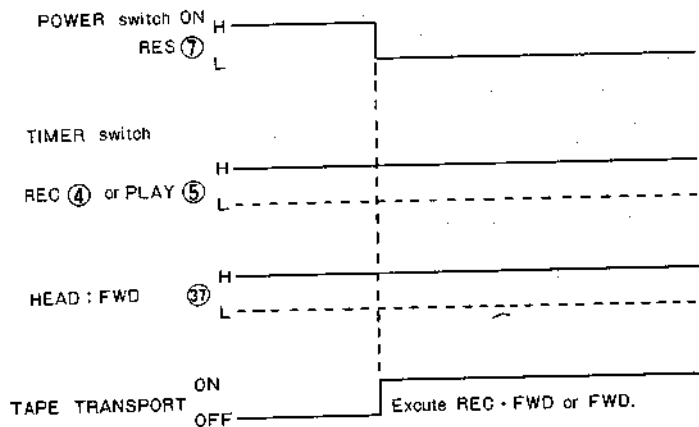 POWER switch ON H
RES ⑦ L
TIMER switch
H
REC ④ or PLAY ⑤ L
H
HEAD : FWD ㊲ L
ON
TAPE TRANSPORT OFF Excute REC・FWD or FWD.